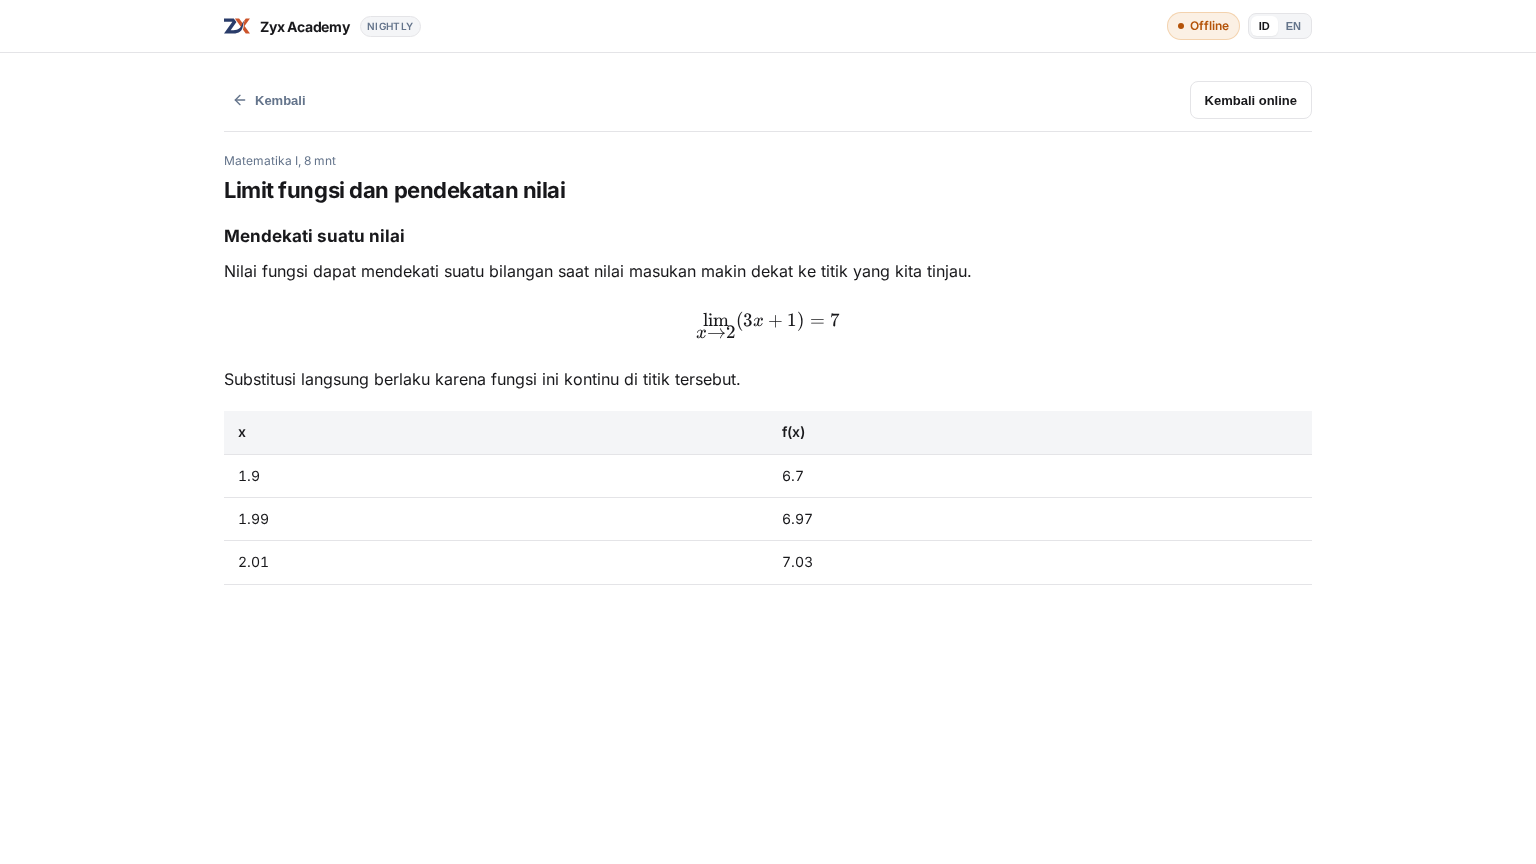 ZX Zyx Academy NIGHTLY Offline ID EN
Kembali Kembali online
Matematika I, 8 mnt
Limit fungsi dan pendekatan nilai
Mendekati suatu nilai
Nilai fungsi dapat mendekati suatu bilangan saat nilai masukan makin dekat ke titik yang kita tinjau.
lim x→2 (3x + 1) = 7
Substitusi langsung berlaku karena fungsi ini kontinu di titik tersebut.
x f(x)
1.9 6.7
1.99 6.97
2.01 7.03